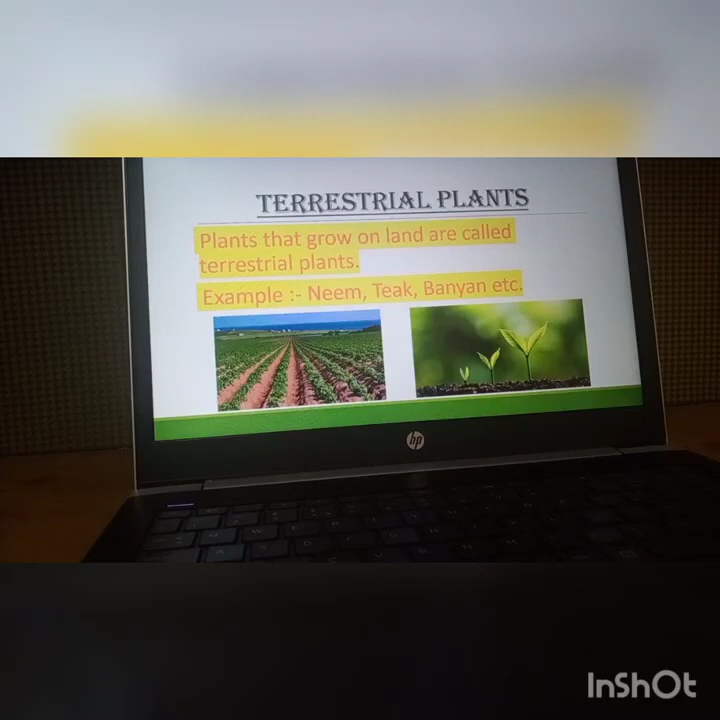 TERRESTRIAL PLANTS
Plants that grow on land are called
terrestrial plants.
Example :- Neem, Teak, Banyan etc.
hp
InShOt